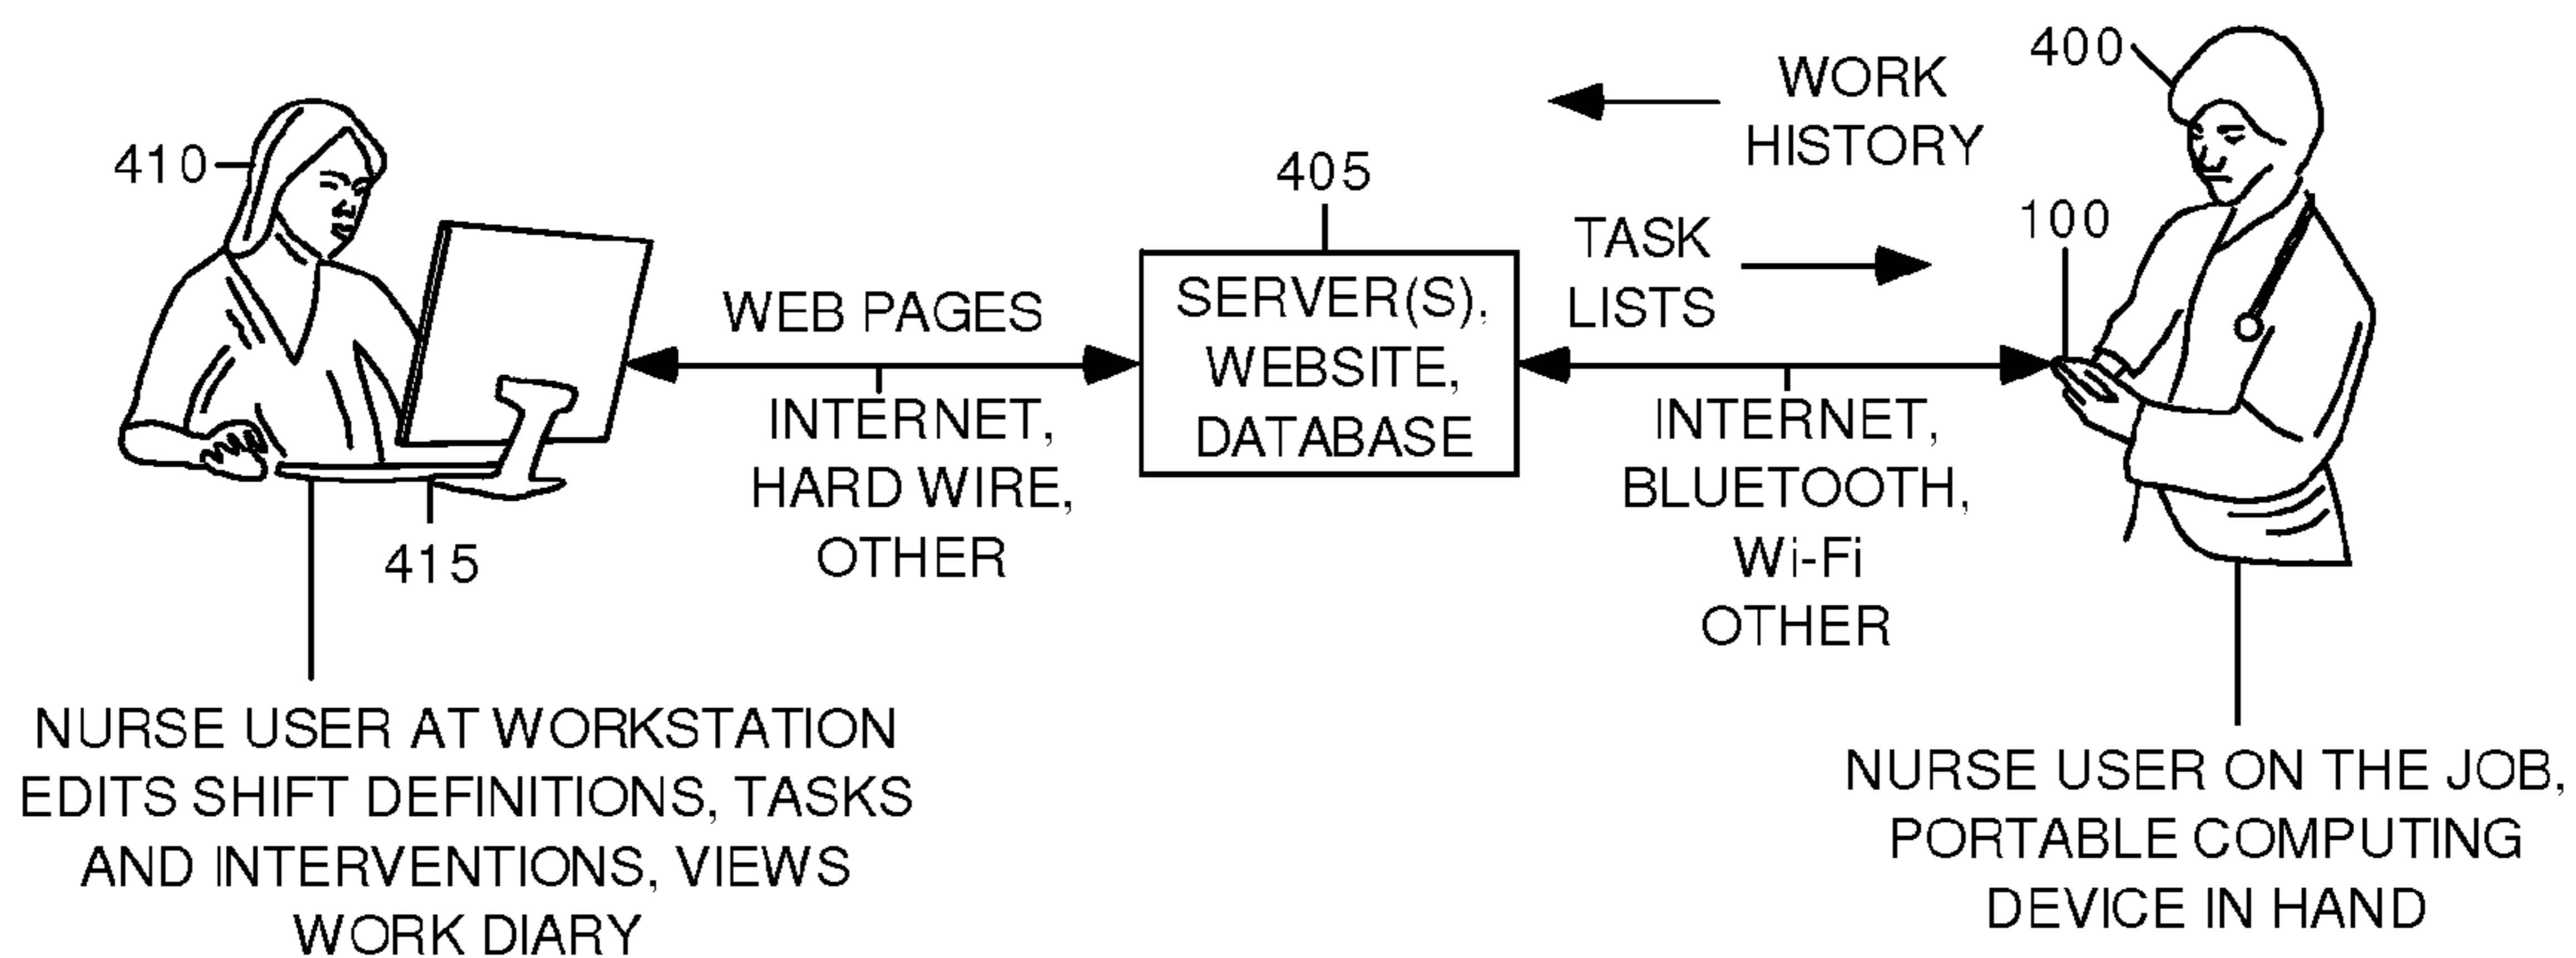 400
WORK
HISTORY
410
405
100
TASK
LISTS
WEB PAGES
SERVER(S),
WEBSITE,
DATABASE
INTERNET,
HARD WIRE,
OTHER
INTERNET,
BLUETOOTH,
Wi-Fi
OTHER
415
NURSE USER AT WORKSTATION
EDITS SHIFT DEFINITIONS, TASKS
AND INTERVENTIONS, VIEWS
WORK DIARY
NURSE USER ON THE JOB,
PORTABLE COMPUTING
DEVICE IN HAND